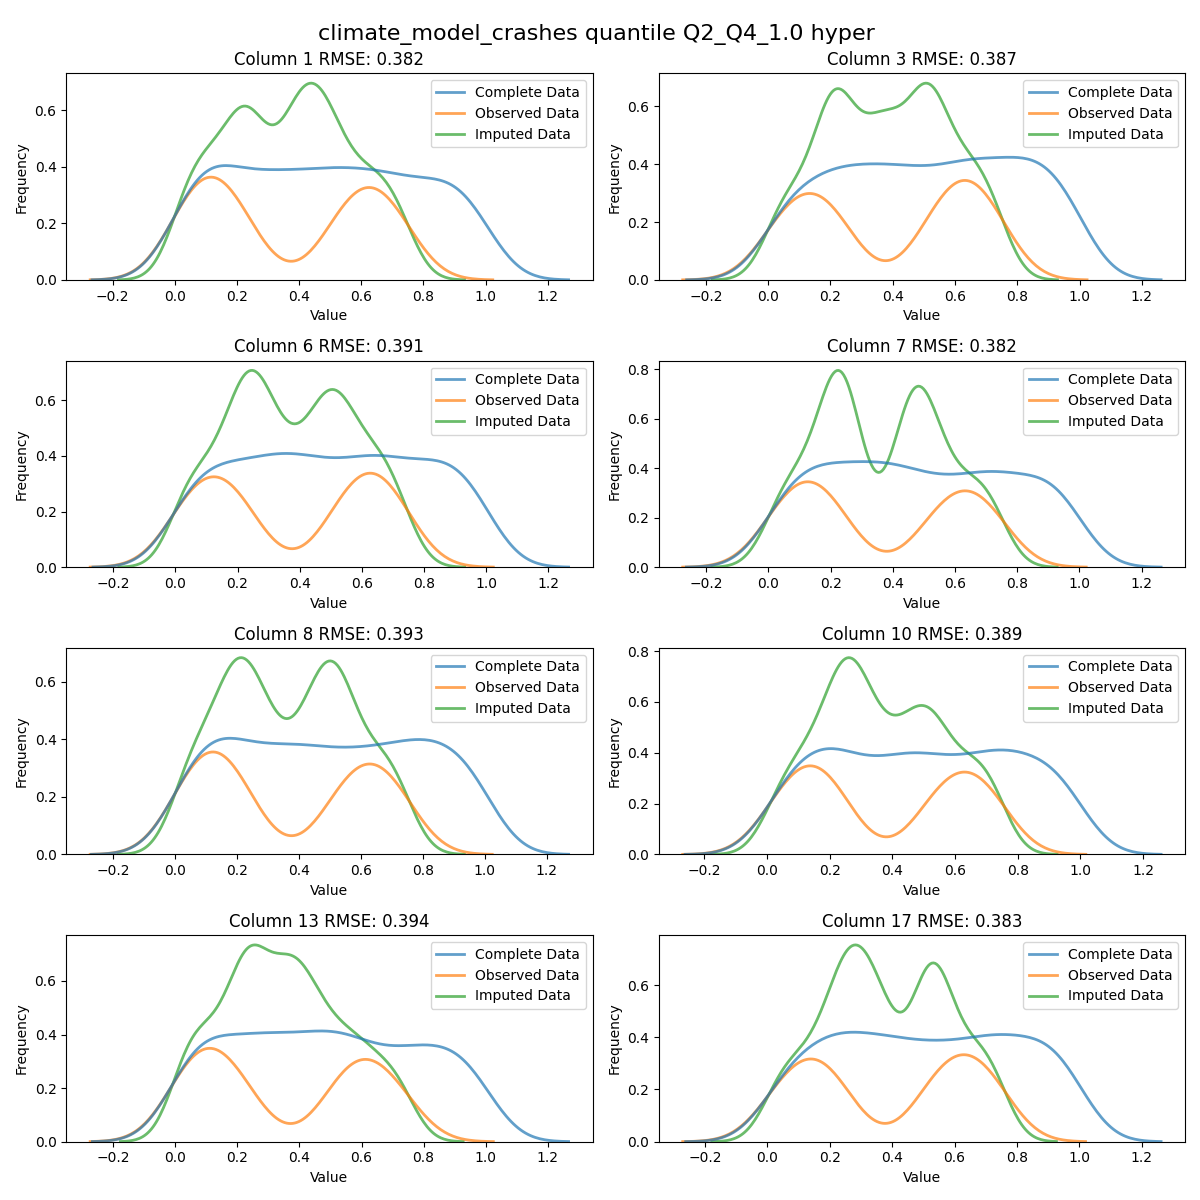 climate_model_crashes quantile Q2_Q4_1.0 hyper
Column 1 RMSE: 0.382
Frequency
0.6
0.4
0.2
0.0
Complete Data
Observed Data
Imputed Data
−0.2 0.0 0.2 0.4 0.6 0.8 1.0 1.2
Value
Column 3 RMSE: 0.387
Frequency
0.6
0.4
0.2
0.0
Complete Data
Observed Data
Imputed Data
−0.2 0.0 0.2 0.4 0.6 0.8 1.0 1.2
Value
Column 6 RMSE: 0.391
Frequency
0.6
0.4
0.2
0.0
Complete Data
Observed Data
Imputed Data
−0.2 0.0 0.2 0.4 0.6 0.8 1.0 1.2
Value
Column 7 RMSE: 0.382
Frequency
0.8
0.6
0.4
0.2
0.0
Complete Data
Observed Data
Imputed Data
−0.2 0.0 0.2 0.4 0.6 0.8 1.0 1.2
Value
Column 8 RMSE: 0.393
Frequency
0.6
0.4
0.2
0.0
Complete Data
Observed Data
Imputed Data
−0.2 0.0 0.2 0.4 0.6 0.8 1.0 1.2
Value
Column 10 RMSE: 0.389
Frequency
0.8
0.6
0.4
0.2
0.0
Complete Data
Observed Data
Imputed Data
−0.2 0.0 0.2 0.4 0.6 0.8 1.0 1.2
Value
Column 13 RMSE: 0.394
Frequency
0.6
0.4
0.2
0.0
Complete Data
Observed Data
Imputed Data
−0.2 0.0 0.2 0.4 0.6 0.8 1.0 1.2
Value
Column 17 RMSE: 0.383
Frequency
0.6
0.4
0.2
0.0
Complete Data
Observed Data
Imputed Data
−0.2 0.0 0.2 0.4 0.6 0.8 1.0 1.2
Value